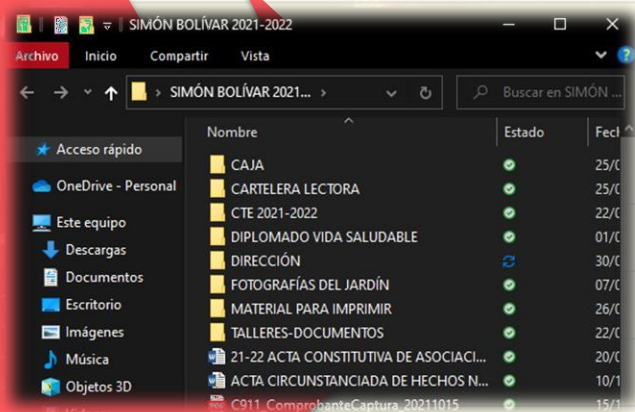 SIMÓN BOLÍVAR 2021-2022
Archivo Inicio Compartir Vista
SIMÓN BOLÍVAR 2021... Buscar en SIMÓN ...
Nombre Estado Fech
Acceso rápido
OneDrive - Personal
Este equipo
Descargas
Documentos
Escritorio
Imágenes
Música
Objetos 3D
CAJA 25/0
CARTELERA LECTORA 25/0
CTE 2021-2022 22/0
DIPLOMADO VIDA SALUDABLE 01/0
DIRECCIÓN 30/0
FOTOGRAFÍAS DEL JARDÍN 07/0
MATERIAL PARA IMPRIMIR 26/0
TALLERES-DOCUMENTOS 22/0
21-22 ACTA CONSTITUTIVA DE ASOCIACI... 20/0
ACTA CIRCUNSTANCIADA DE HECHOS N... 10/1
C911_ComprobanteCaptura_20211015 15/1